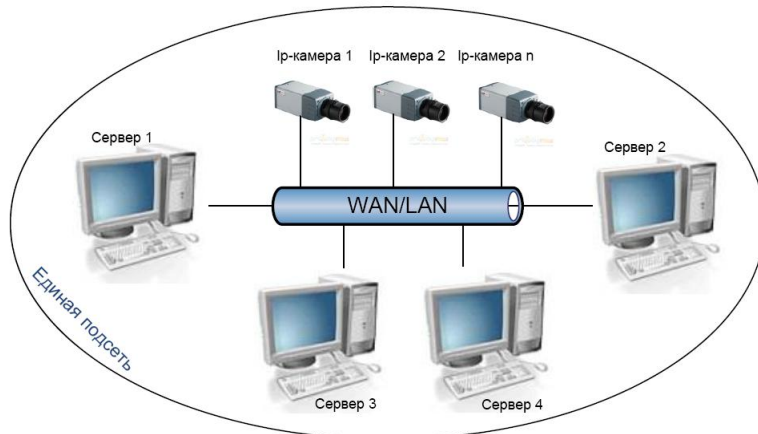 Ip-камера 1
Ip-камера 2
Ip-камера n
Сервер 1
Сервер 2
WAN/LAN
Единая подсеть
Сервер 3
Сервер 4